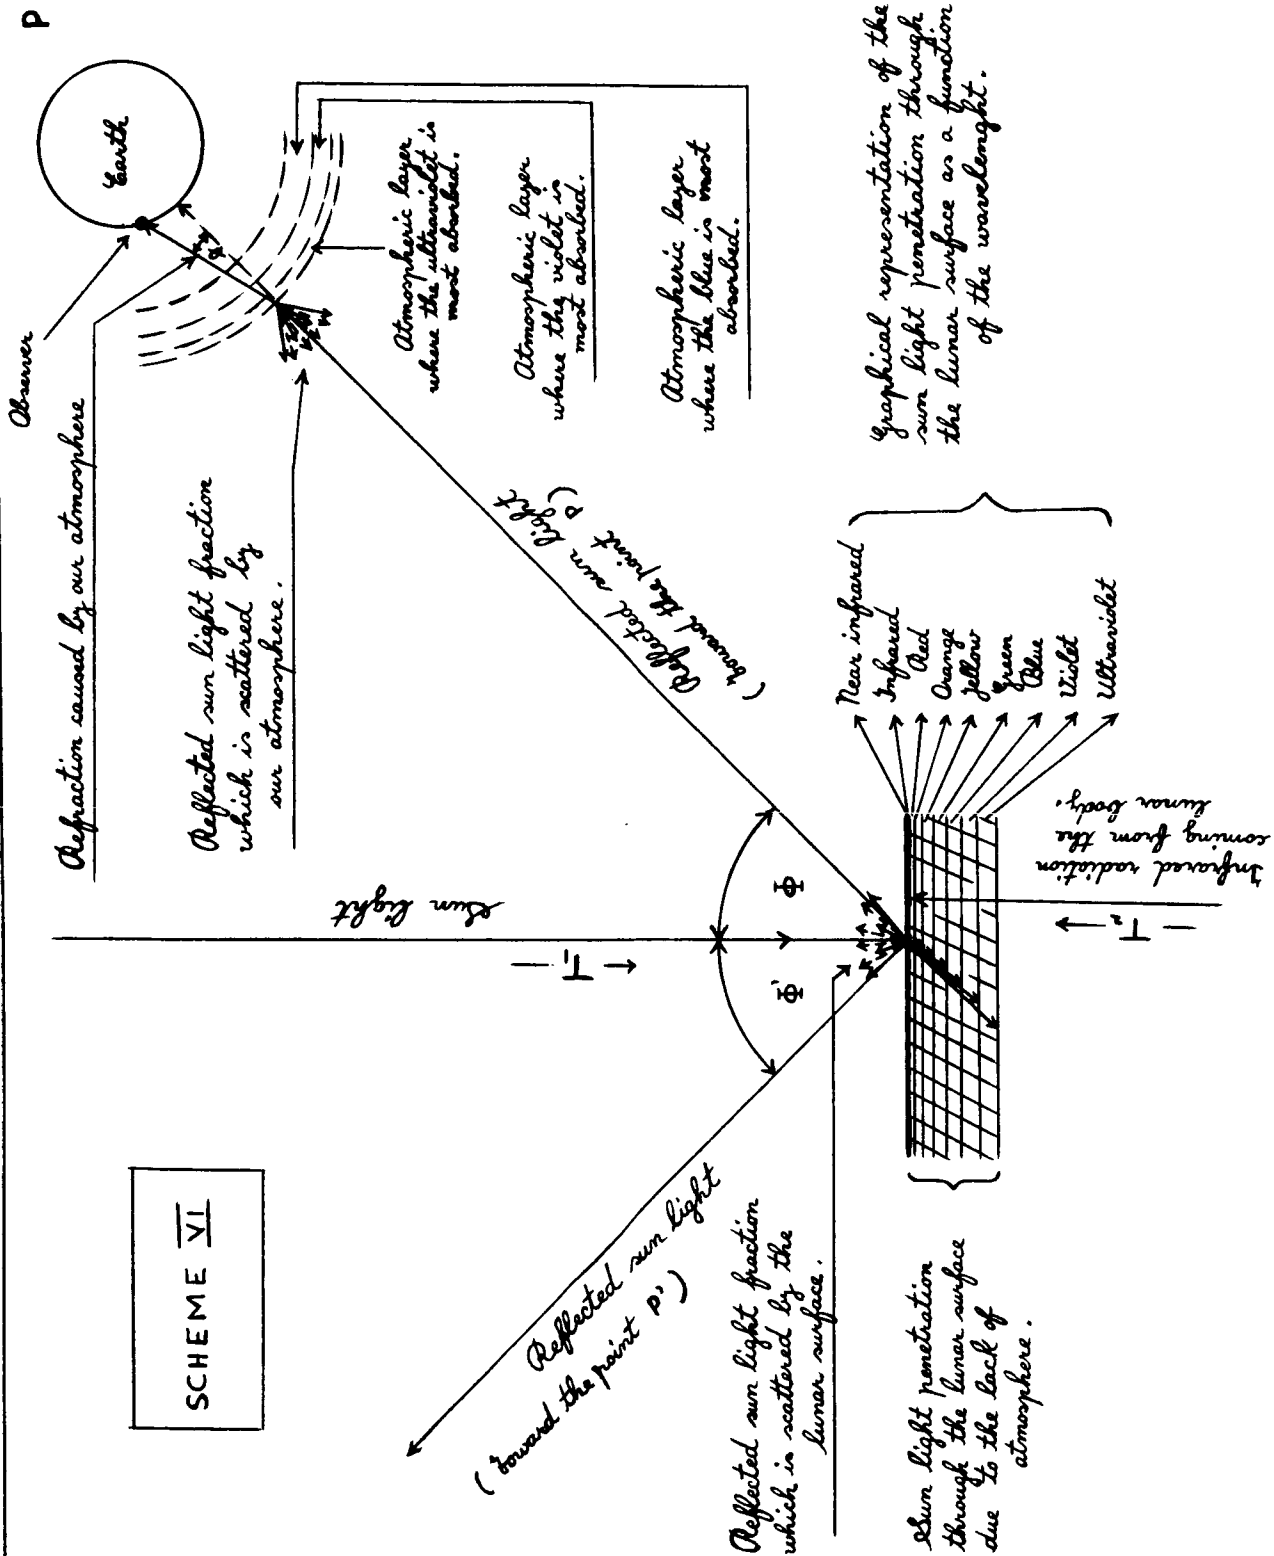 P
SCHEME VI
Observer
Refraction caused by our atmosphere
Reflected sun light fraction
which is scattered by
our atmosphere.
Earth
Φ
Atmospheric layer
where the ultraviolet is
most absorbed.
Atmospheric layer
where the violet is
most absorbed.
Atmospheric layer
where the blue is most
absorbed.
Sun light
← T₁ —
Φ'
Φ
Reflected sun light
(Toward the point P')
Reflected sun light
(Toward the point P)
Reflected sun light fraction
which is scattered by the
lunar surface.
Sun light penetration
through the lunar surface
due to the lack of
atmosphere.
Near infrared
Infrared
Red
Orange
Yellow
Green
Blue
Violet
Ultraviolet
Graphical representation of the
sun light penetration through
the lunar surface as a function
of the wavelenght.
— T₂ →
Infrared radiation
coming from the
lunar body.